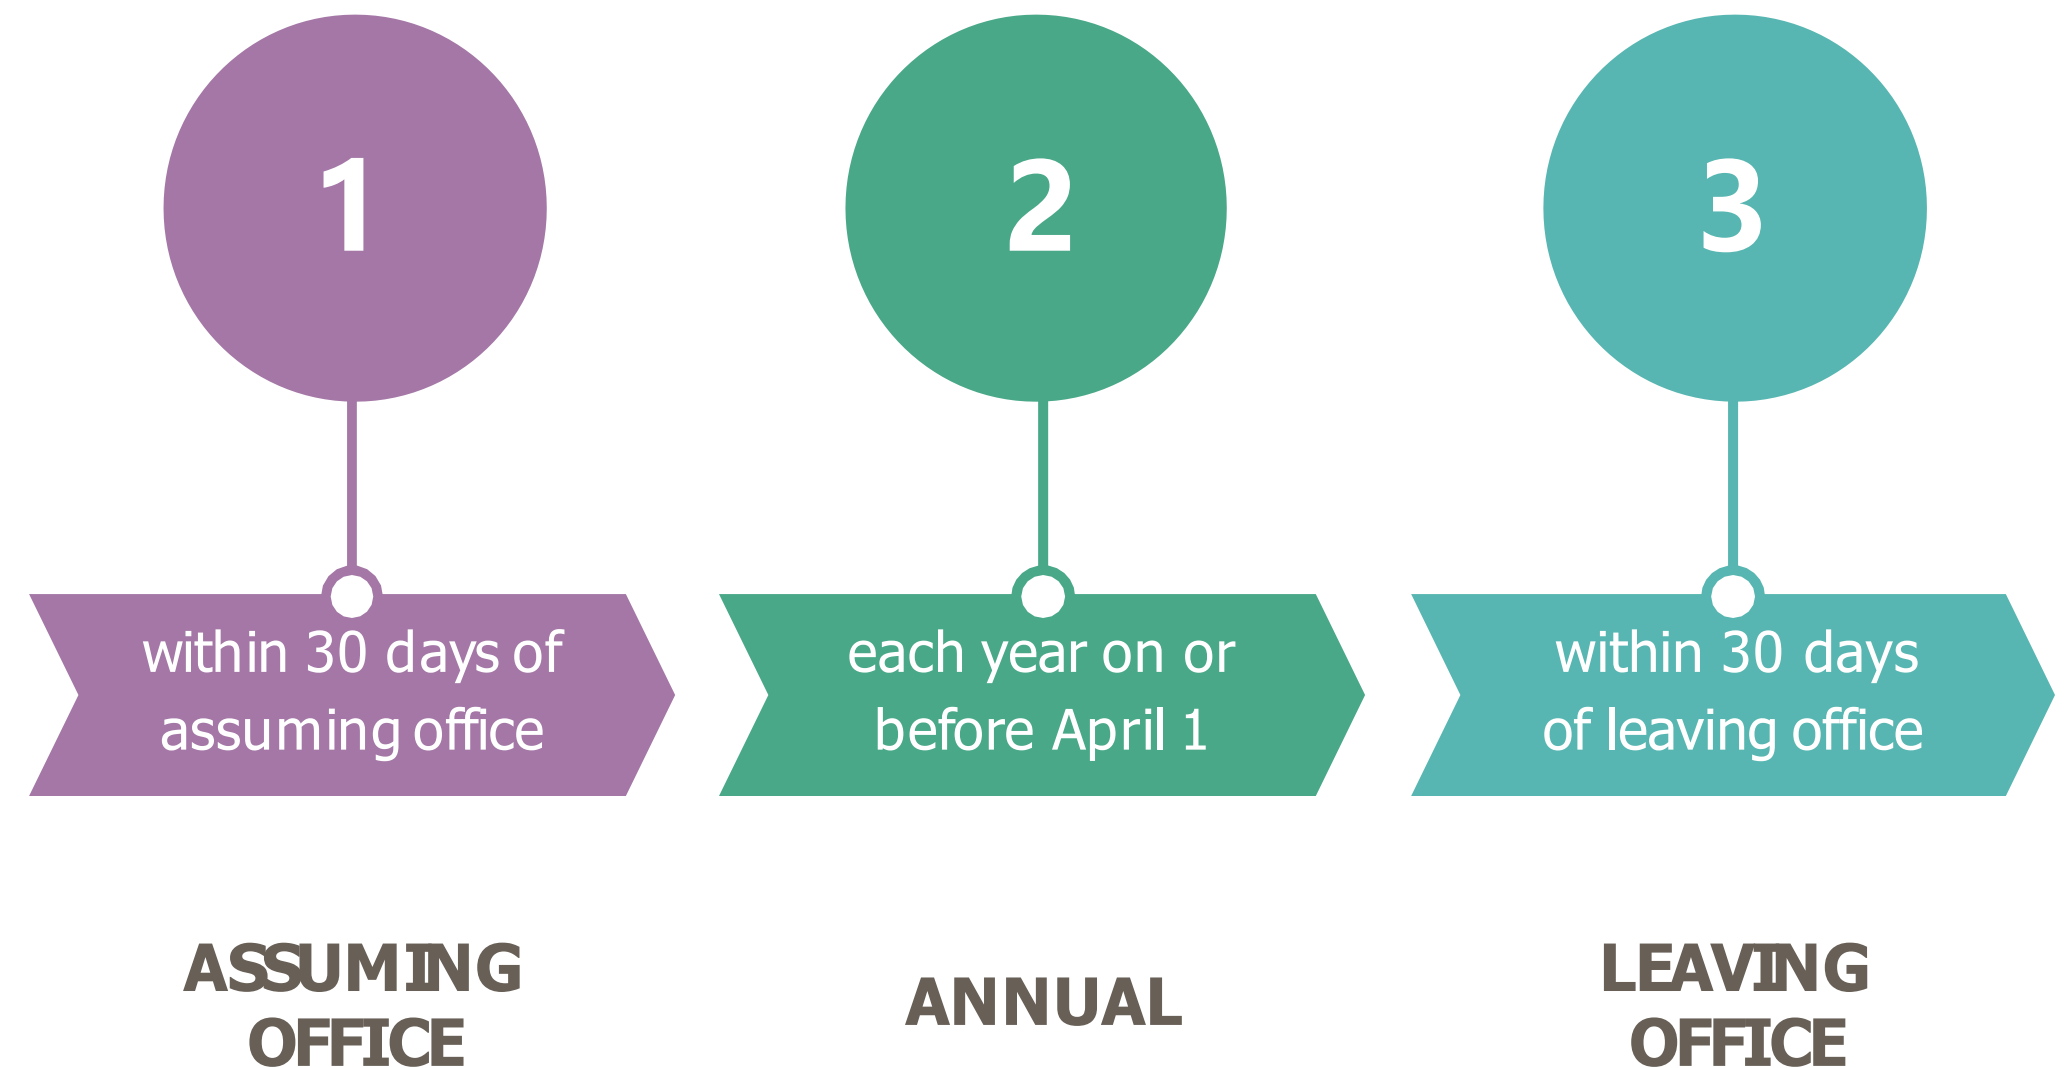 1
within 30 days of
assuming office
ASSUMING
OFFICE
2
each year on or
before April 1
ANNUAL
3
within 30 days
of leaving office
LEAVING
OFFICE